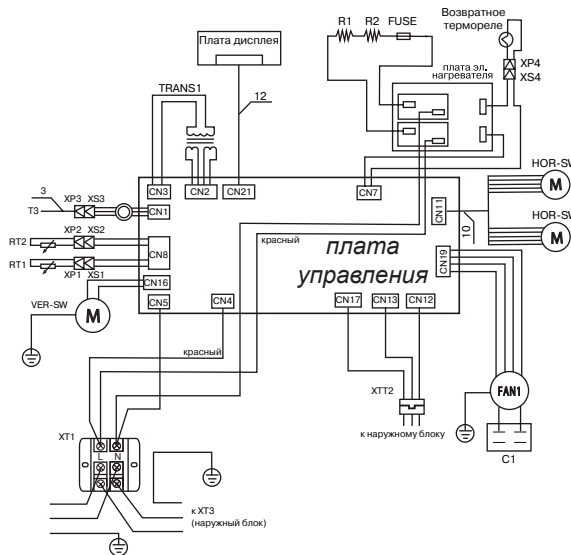 Возвратное
термореле
R1 R2 FUSE
Плата дисплея
плата эл.
нагревателя
XP4
XS4
TRANS1
12
HOR-SW
M
CN3 CN2 CN21
CN7
3
XP3 XS3
T3
CN1
CN11
HOR-SW
M
10
XP2 XS2
RT2
красный
плата
управления
CN8
CN19
RT1
XP1 XS1
CN16
VER-SW
M
CN5
CN4
CN17 CN13 CN12
красный
XTT2
FAN1
к наружному блоку
C1
XT1
L N
к XT3
(наружный блок)